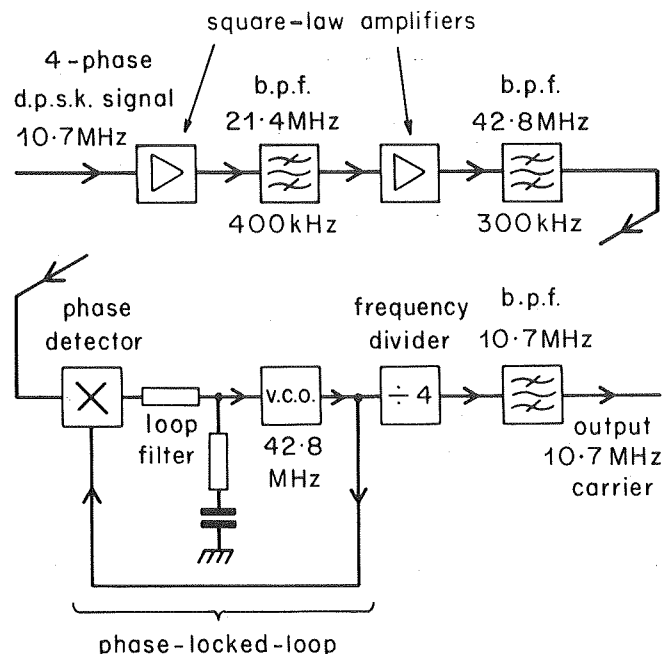 square-law amplifiers
4-phase
d.p.s.k. signal
10·7MHz
b.p.f.
21·4MHz
400kHz
b.p.f.
42·8MHz
300kHz
phase
detector
loop
filter
v.c.o.
42·8
MHz
frequency
divider
÷4
b.p.f.
10·7MHz
output
10·7 MHz
carrier
phase-locked-loop